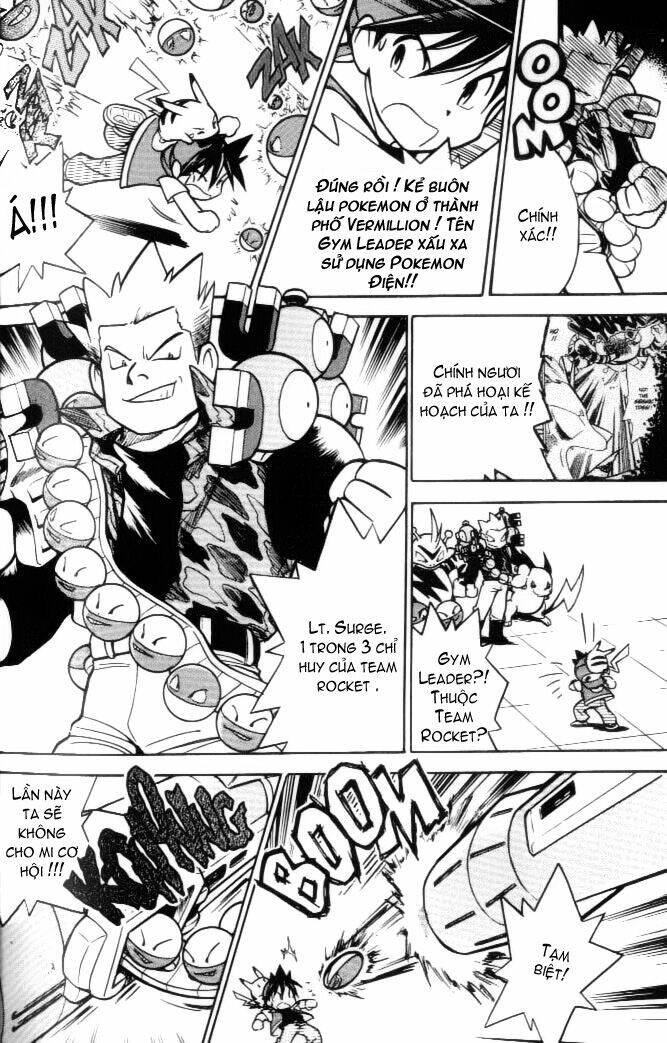 ZAK
ZAK
ZAK
Á!!!
Đúng rồi ! Kẻ buôn
lậu pokemon ở thành
phố Vermillion ! Tên
Gym Leader xấu xa
sử dụng Pokemon
Điện!!
OOM
Chính
xác!!
Chính ngươi
đã phá hoại kế
hoạch của ta !!
Lt. Surge.
1 trong 3 chỉ
huy của team
rocket .
Gym
Leader?!
Thuộc
Team
Rocket?
Lần này
ta sẽ
không
cho mi cơ
hội !!!
BOOM
Tạm
biệt!